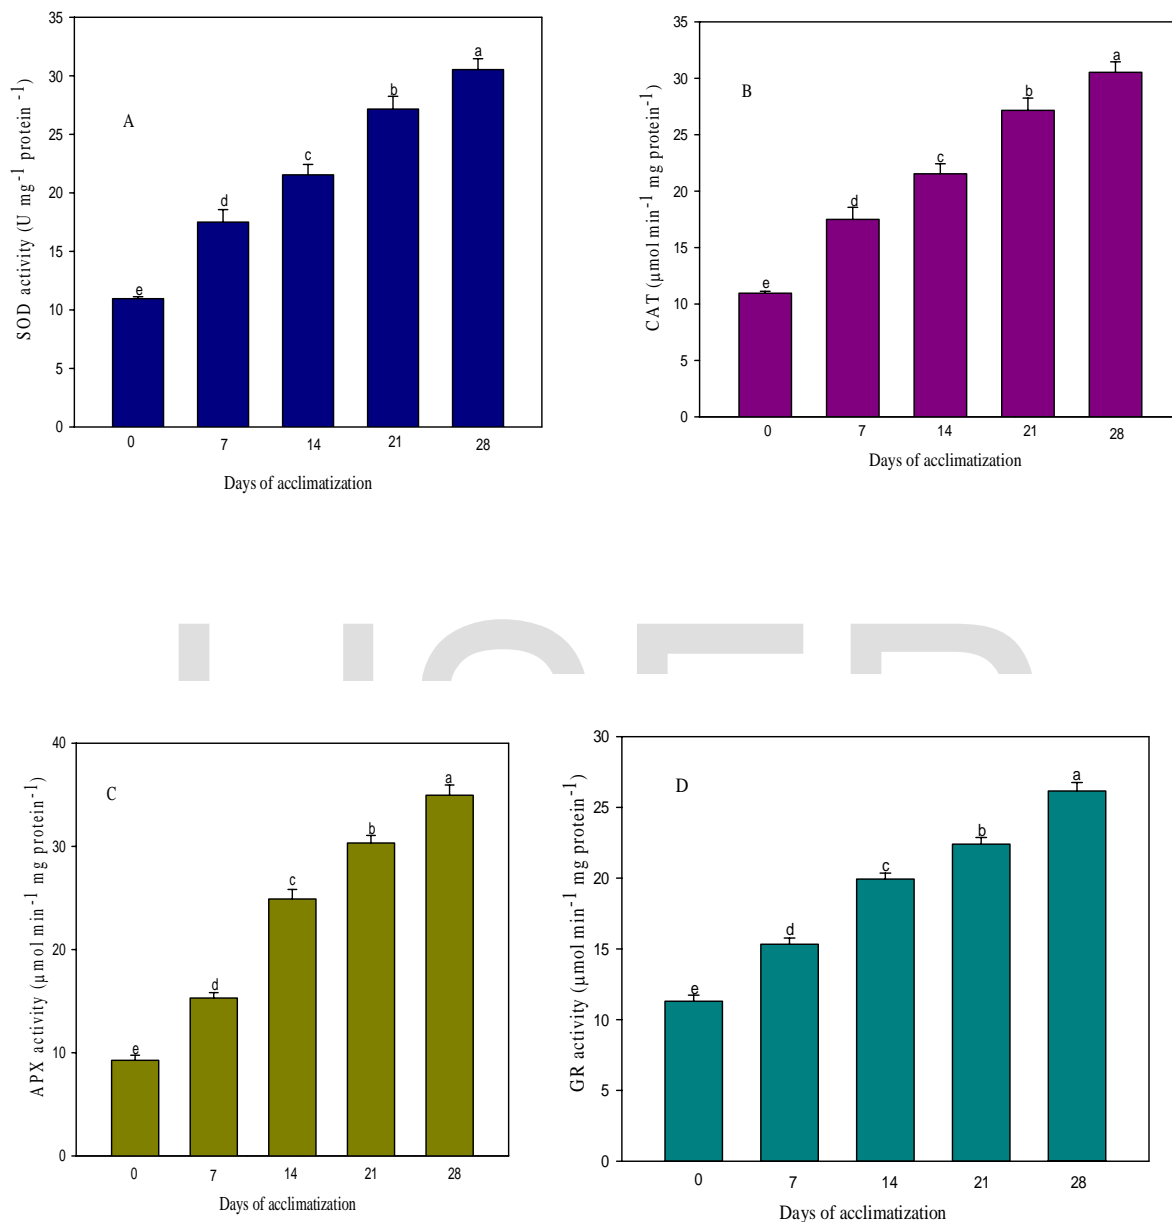 35
30
25
20
15
10
5
0
SOD activity (U mg-1 protein -1)
A
e
d
c
b
a
0 7 14 21 28
Days of acclimatization
35
30
25
20
15
10
5
0
CAT (μmol min-1 mg protein-1)
B
e
d
c
b
a
0 7 14 21 28
Days of acclimatization
40
30
20
10
0
APX activity (μmol min-1 mg protein-1)
C
e
d
c
b
a
0 7 14 21 28
Days of acclimatization
30
25
20
15
10
5
0
GR activity (μmol min-1 mg protein-1)
D
e
d
c
b
a
0 7 14 21 28
Days of acclimatization